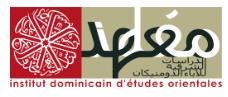 معهد
الدراسات
الشرقية
للآباء الدومنيكان
institut dominicain d'études orientales